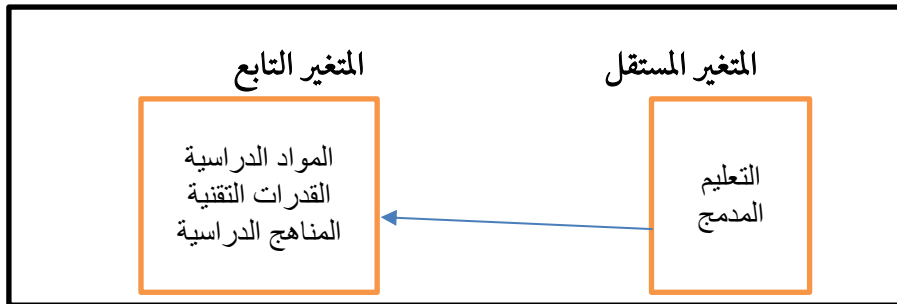 المتغير المستقل
المتغير التابع
التعليم
المدمج
المواد الدراسية
القدرات التقنية
المناهج الدراسية